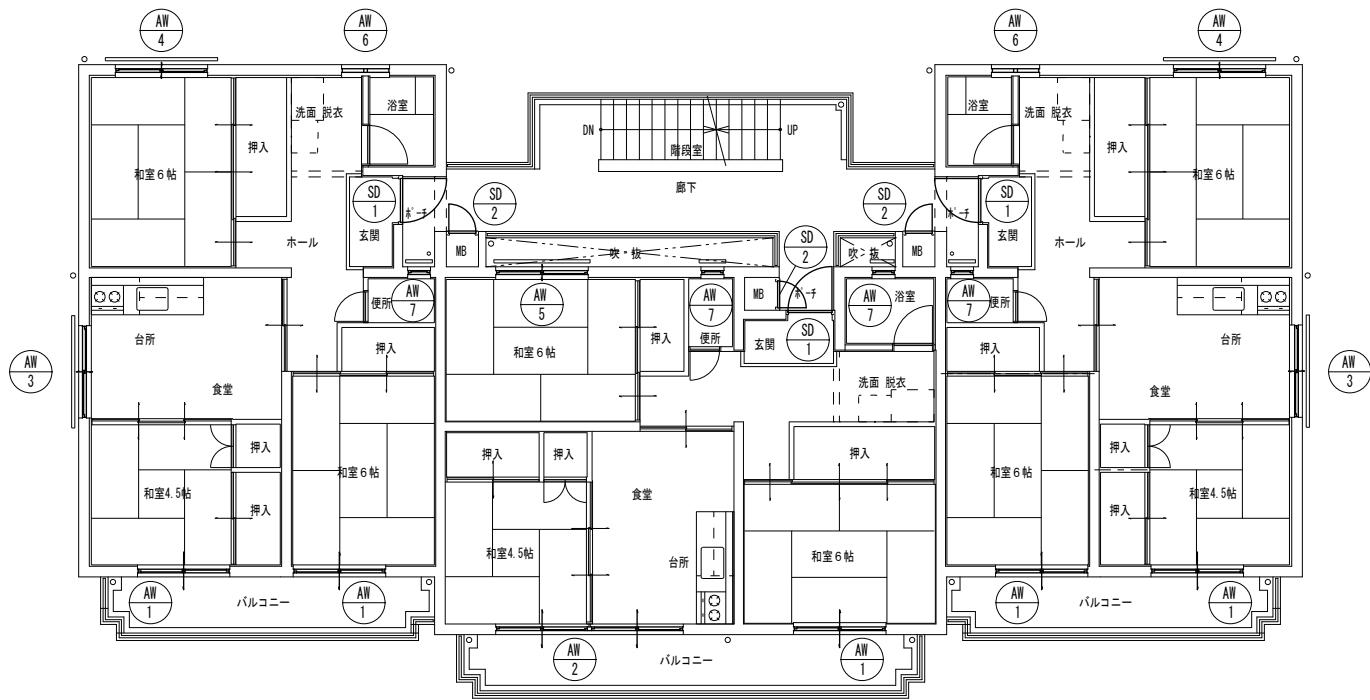 AW
4
AW
6
AW
6
AW
4
洗面 脱衣
浴室
DN
UP
階段室
浴室
洗面 脱衣
押入
和室6帖
廊下
押入
和室6帖
SD
1
SD
2
SD
2
SD
1
ポーチ
ポーチ
玄関
玄関
ホール
MB
吹・抜
SD
2
吹・抜
MB
ホール
便所
AW
7
AW
5
AW
7
MB
ポーチ
浴室
AW
7
AW
7
便所
台所
押入
和室6帖
押入
便所
玄関
SD
1
押入
台所
AW
3
食堂
洗面 脱衣
食堂
AW
3
押入
押入
押入
押入
押入
和室6帖
和室6帖
和室4.5帖
押入
食堂
押入
和室4.5帖
和室4.5帖
台所
和室6帖
AW
1
バルコニー
AW
1
AW
1
バルコニー
AW
1
AW
2
バルコニー
AW
1